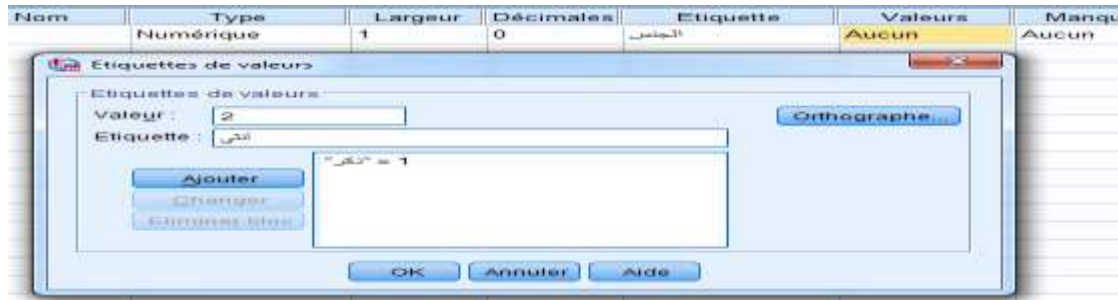 Nom Type Largeur Décimales Etiquette Valeurs Manqu
Numérique 1 0 الجنس Aucun Aucun
Etiquettes de valeurs
Etiquettes de valeurs
Valeur : 2
Orthographe...
Etiquette : انثى
1 = "ذكر"
Ajouter
Changer
Eliminer bloc
OK Annuler Aide